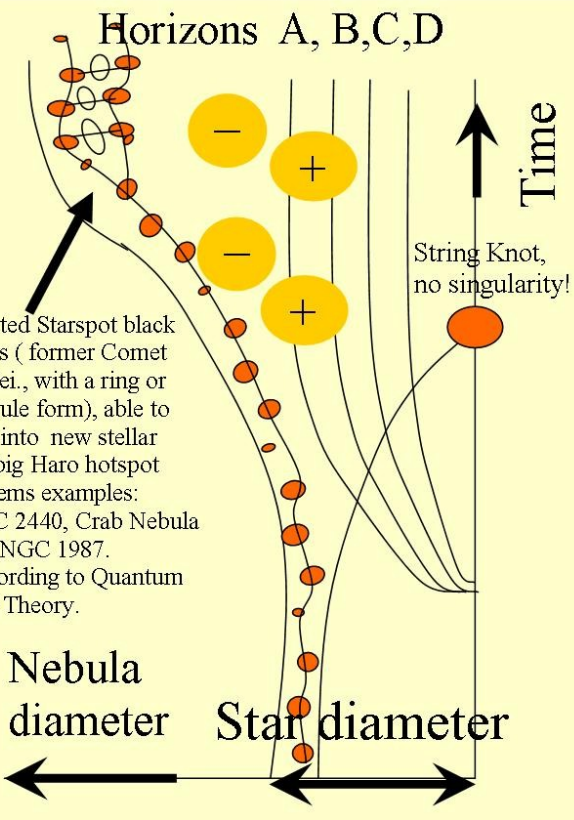 Horizons A, B,C,D
−
+
−
+
Time
String Knot,
no singularity!
ted Starspot black
s ( former Comet
ei., with a ring or
ule form), able to
into new stellar
big Haro hotspot
ems examples:
C 2440, Crab Nebula
NGC 1987.
ording to Quantum
Theory.
Nebula
diameter
Star diameter